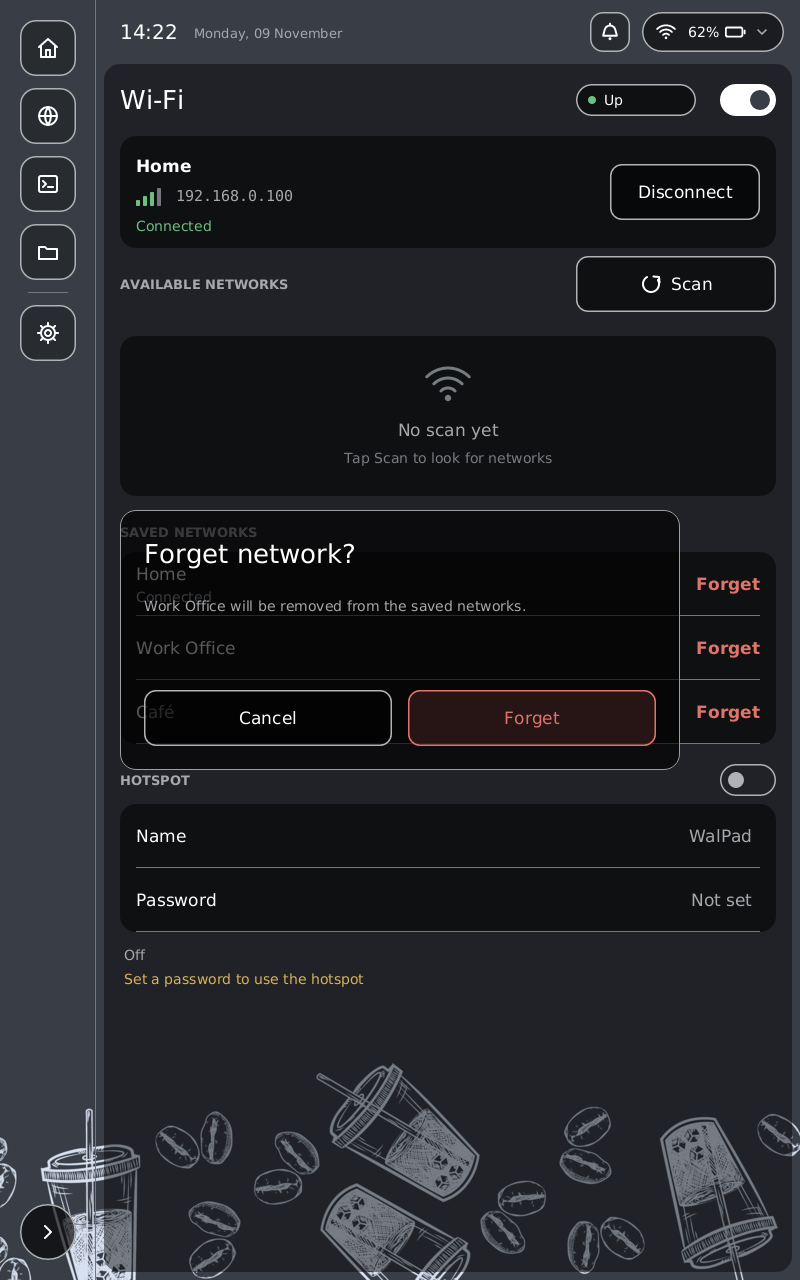 14:22 Monday, 09 November
62%
Wi-Fi
Up
Home
192.168.0.100
Connected
Disconnect
AVAILABLE NETWORKS
Scan
No scan yet
Tap Scan to look for networks
SAVED NETWORKS
Forget network?
Home
Connected
Forget
Work Office will be removed from the saved networks.
Work Office
Forget
Café
Forget
Cancel
Forget
HOTSPOT
Name
WalPad
Password
Not set
Off
Set a password to use the hotspot